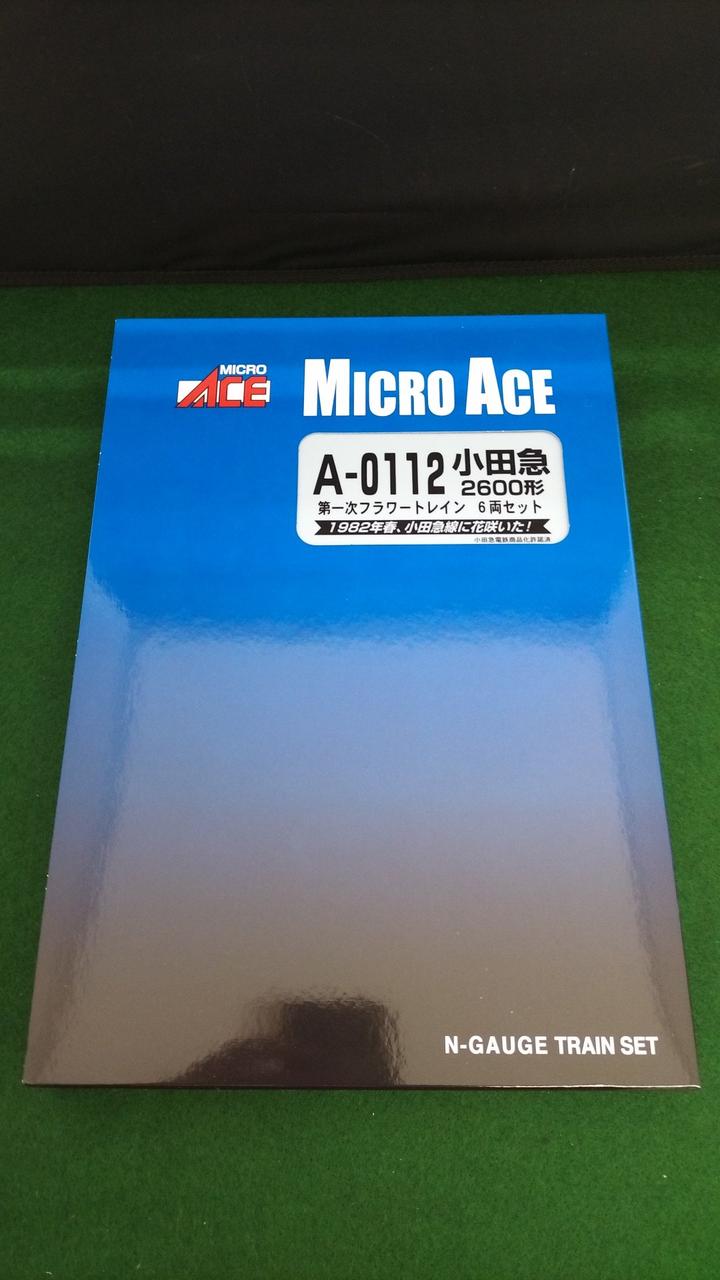 MICRO
ACE
MICRO ACE
A-0112 小田急
2600形
第一次フラワートレイン 6両セット
1982年春、小田急線に花咲いた!
小田急電鉄商品化許諾済
N-GAUGE TRAIN SET